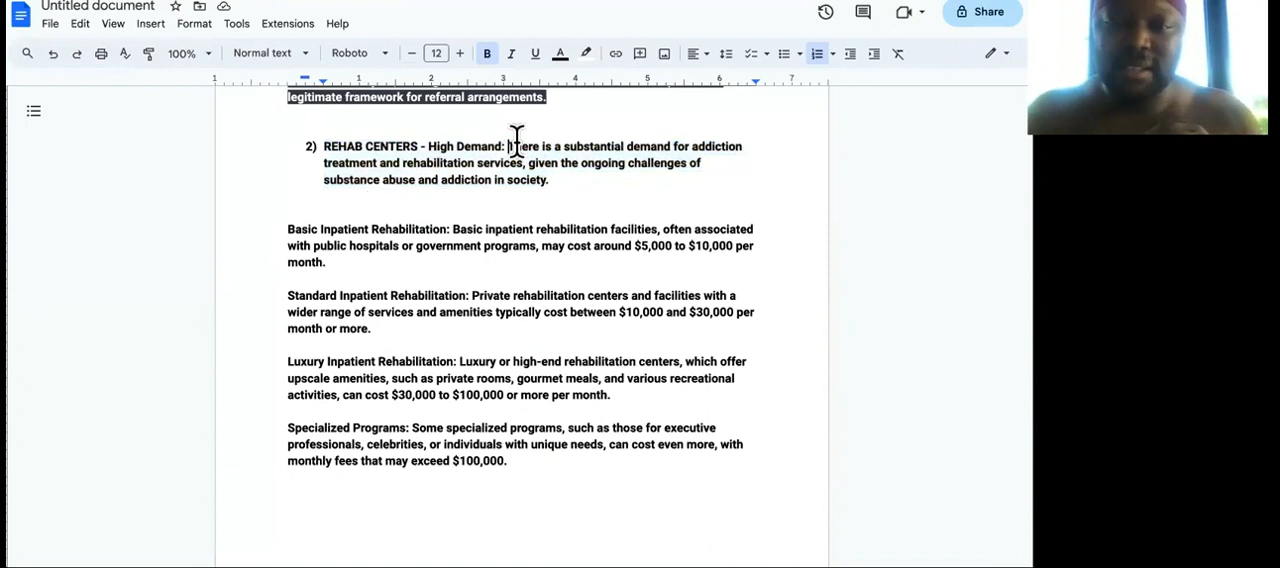 Untitled document
File Edit View Insert Format Tools Extensions Help
Share
100% Normal text Roboto 12 B I U A
1 1 2 3 4 5 6 7
legitimate framework for referral arrangements.
2) REHAB CENTERS - High Demand: There is a substantial demand for addiction
treatment and rehabilitation services, given the ongoing challenges of
substance abuse and addiction in society.
Basic Inpatient Rehabilitation: Basic inpatient rehabilitation facilities, often associated
with public hospitals or government programs, may cost around $5,000 to $10,000 per
month.
Standard Inpatient Rehabilitation: Private rehabilitation centers and facilities with a
wider range of services and amenities typically cost between $10,000 and $30,000 per
month or more.
Luxury Inpatient Rehabilitation: Luxury or high-end rehabilitation centers, which offer
upscale amenities, such as private rooms, gourmet meals, and various recreational
activities, can cost $30,000 to $100,000 or more per month.
Specialized Programs: Some specialized programs, such as those for executive
professionals, celebrities, or individuals with unique needs, can cost even more, with
monthly fees that may exceed $100,000.